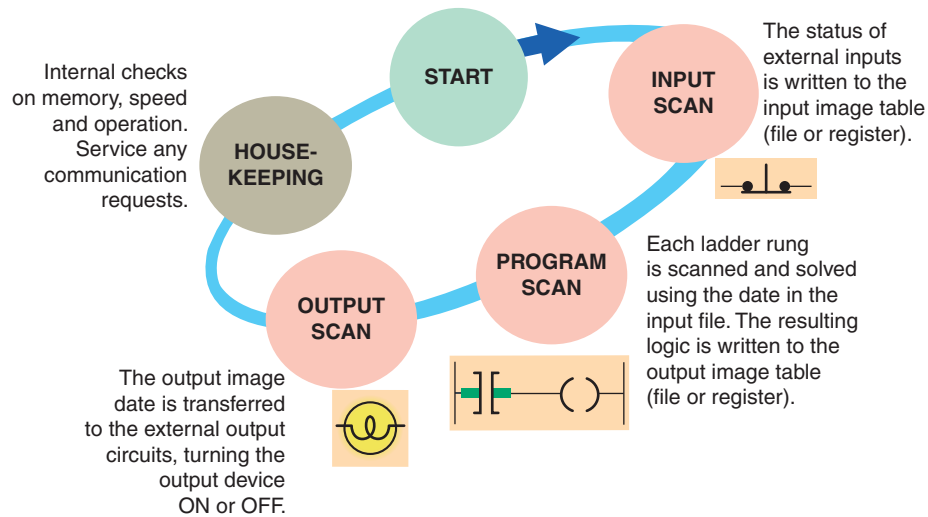 START
INPUT
SCAN
The status of
external inputs
is written to the
input image table
(file or register).
PROGRAM
SCAN
Each ladder rung
is scanned and solved
using the date in the
input file. The resulting
logic is written to the
output image table
(file or register).
OUTPUT
SCAN
The output image
date is transferred
to the external output
circuits, turning the
output device
ON or OFF.
HOUSE-
KEEPING
Internal checks
on memory, speed
and operation.
Service any
communication
requests.